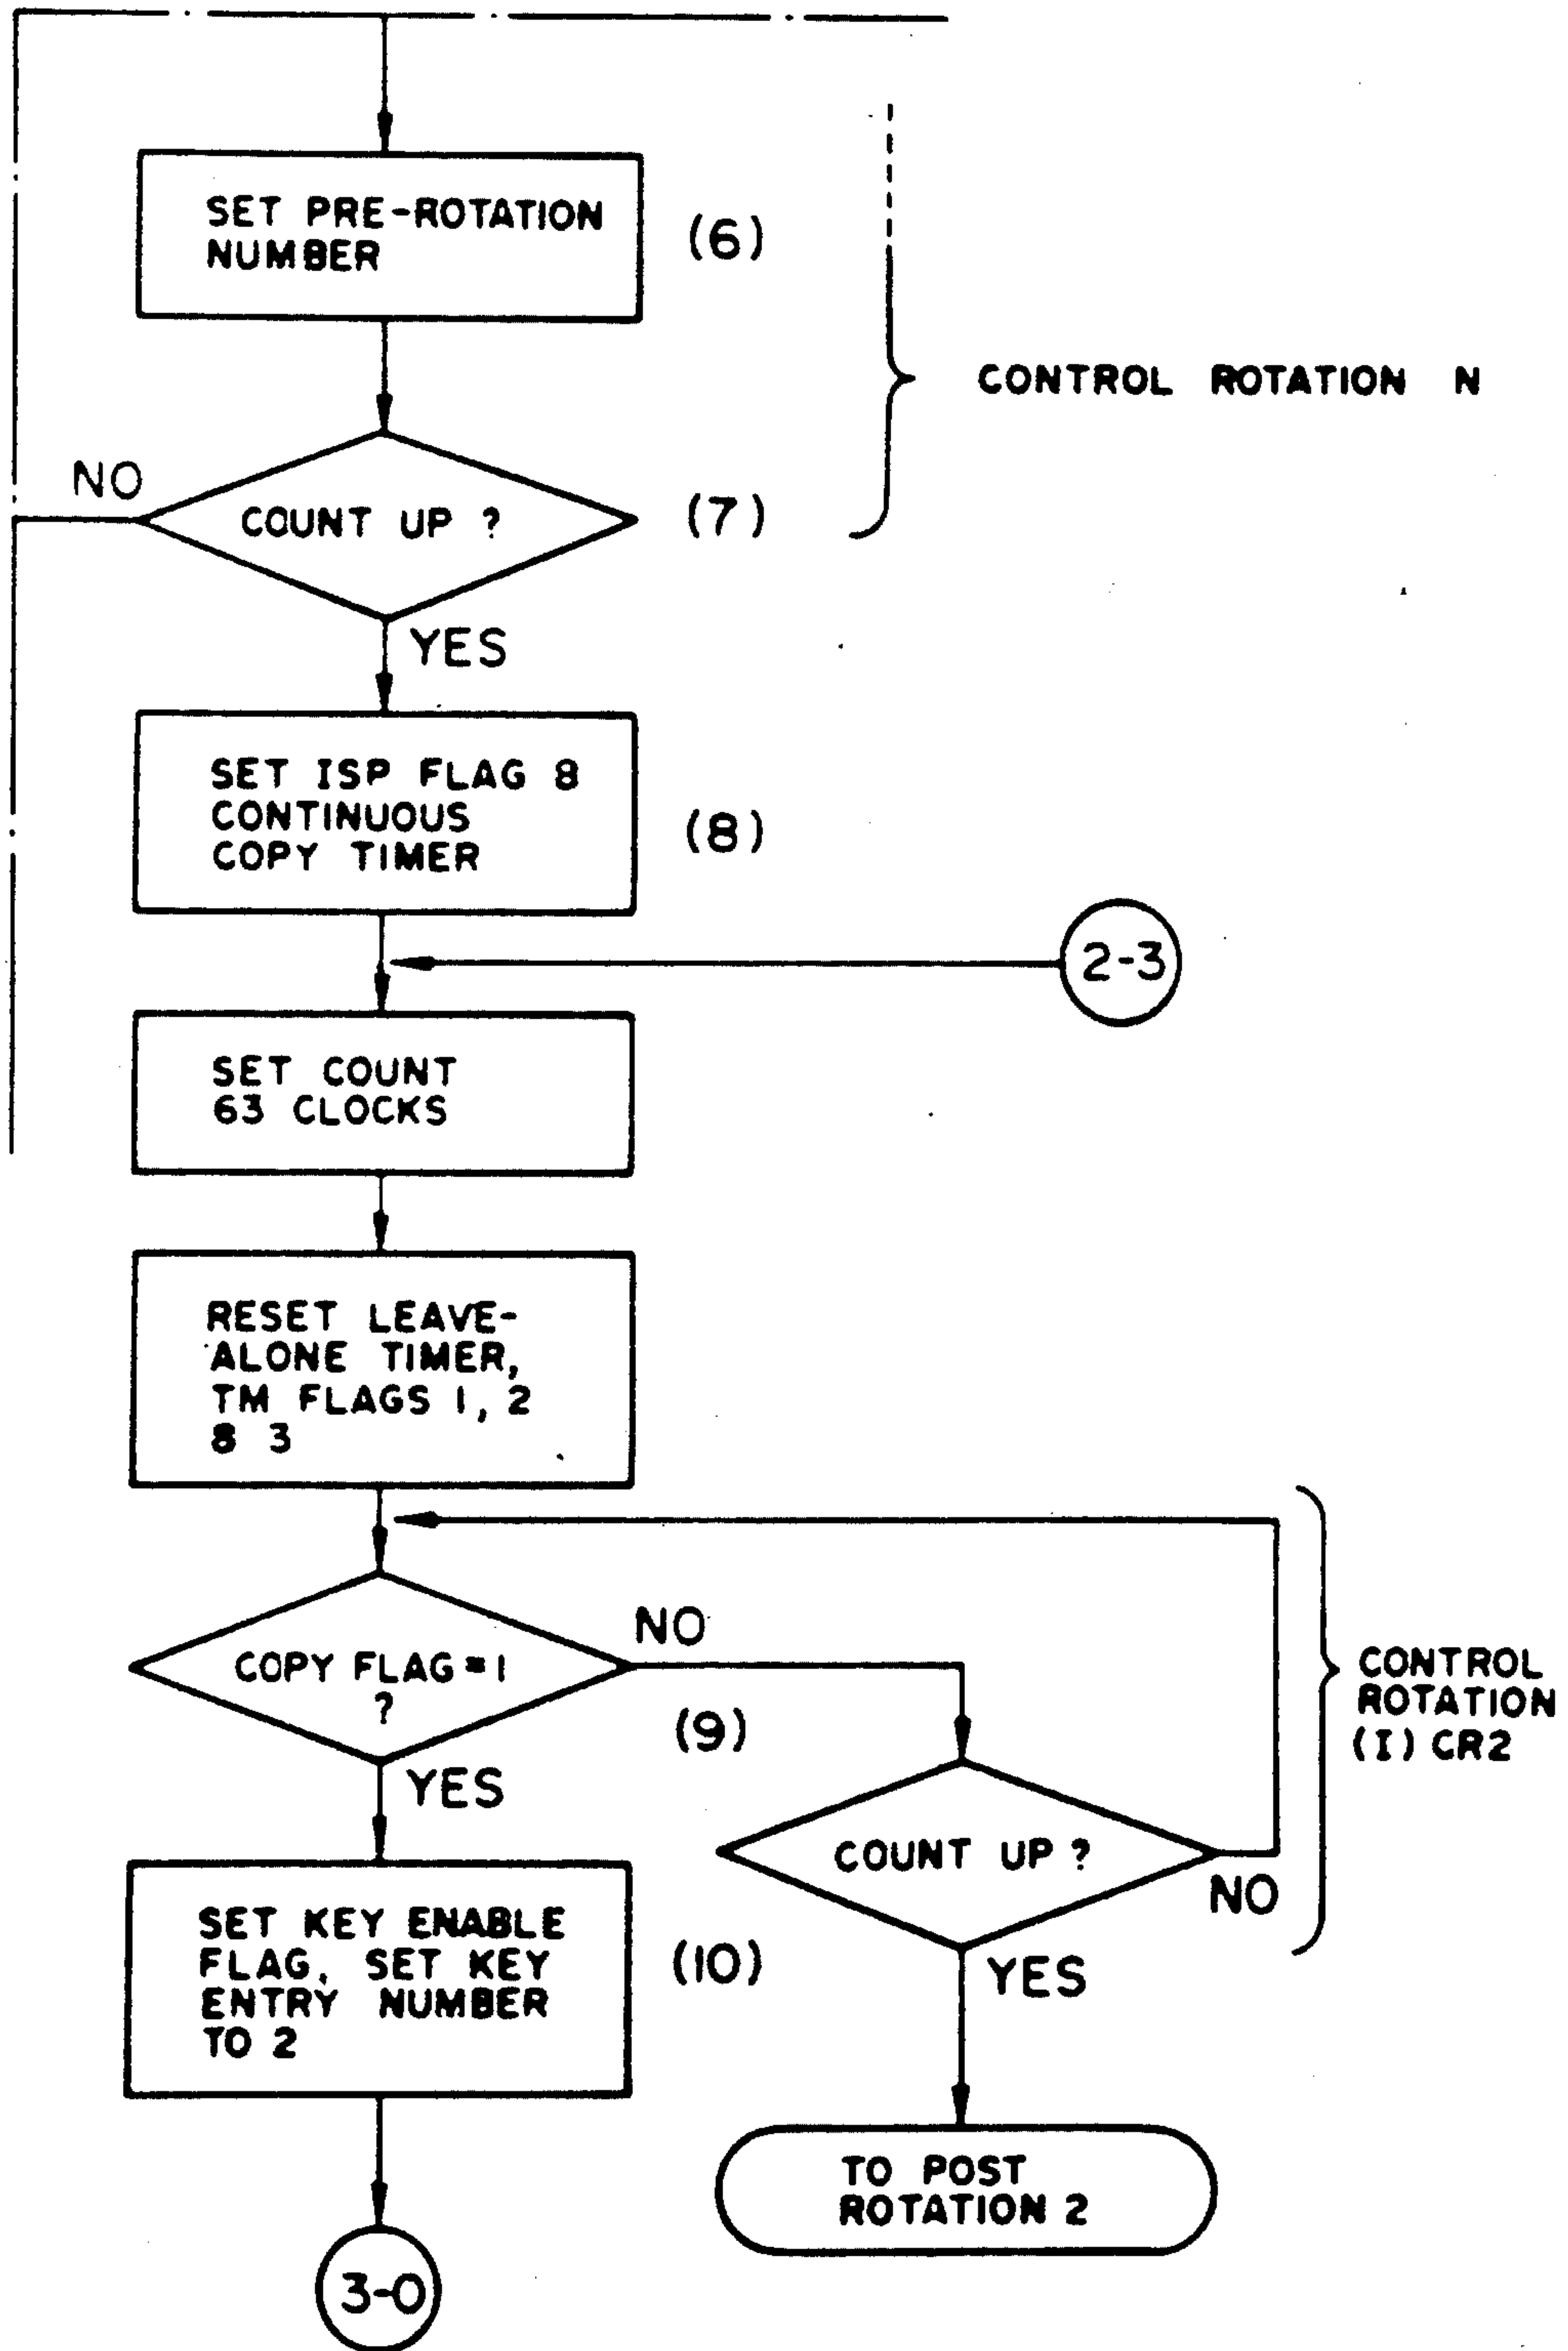 SET PRE-ROTATION
NUMBER
(6)
CONTROL ROTATION N
NO
COUNT UP ?
(7)
YES
SET ISP FLAG 8
CONTINUOUS
COPY TIMER
(8)
2-3
SET COUNT
63 CLOCKS
RESET LEAVE-
ALONE TIMER,
TM FLAGS 1, 2
8 3
COPY FLAG = 1
?
NO
(9)
YES
CONTROL
ROTATION
(I) CR2
COUNT UP ?
NO
YES
SET KEY ENABLE
FLAG, SET KEY
ENTRY NUMBER
TO 2
(10)
TO POST
ROTATION 2
3-0